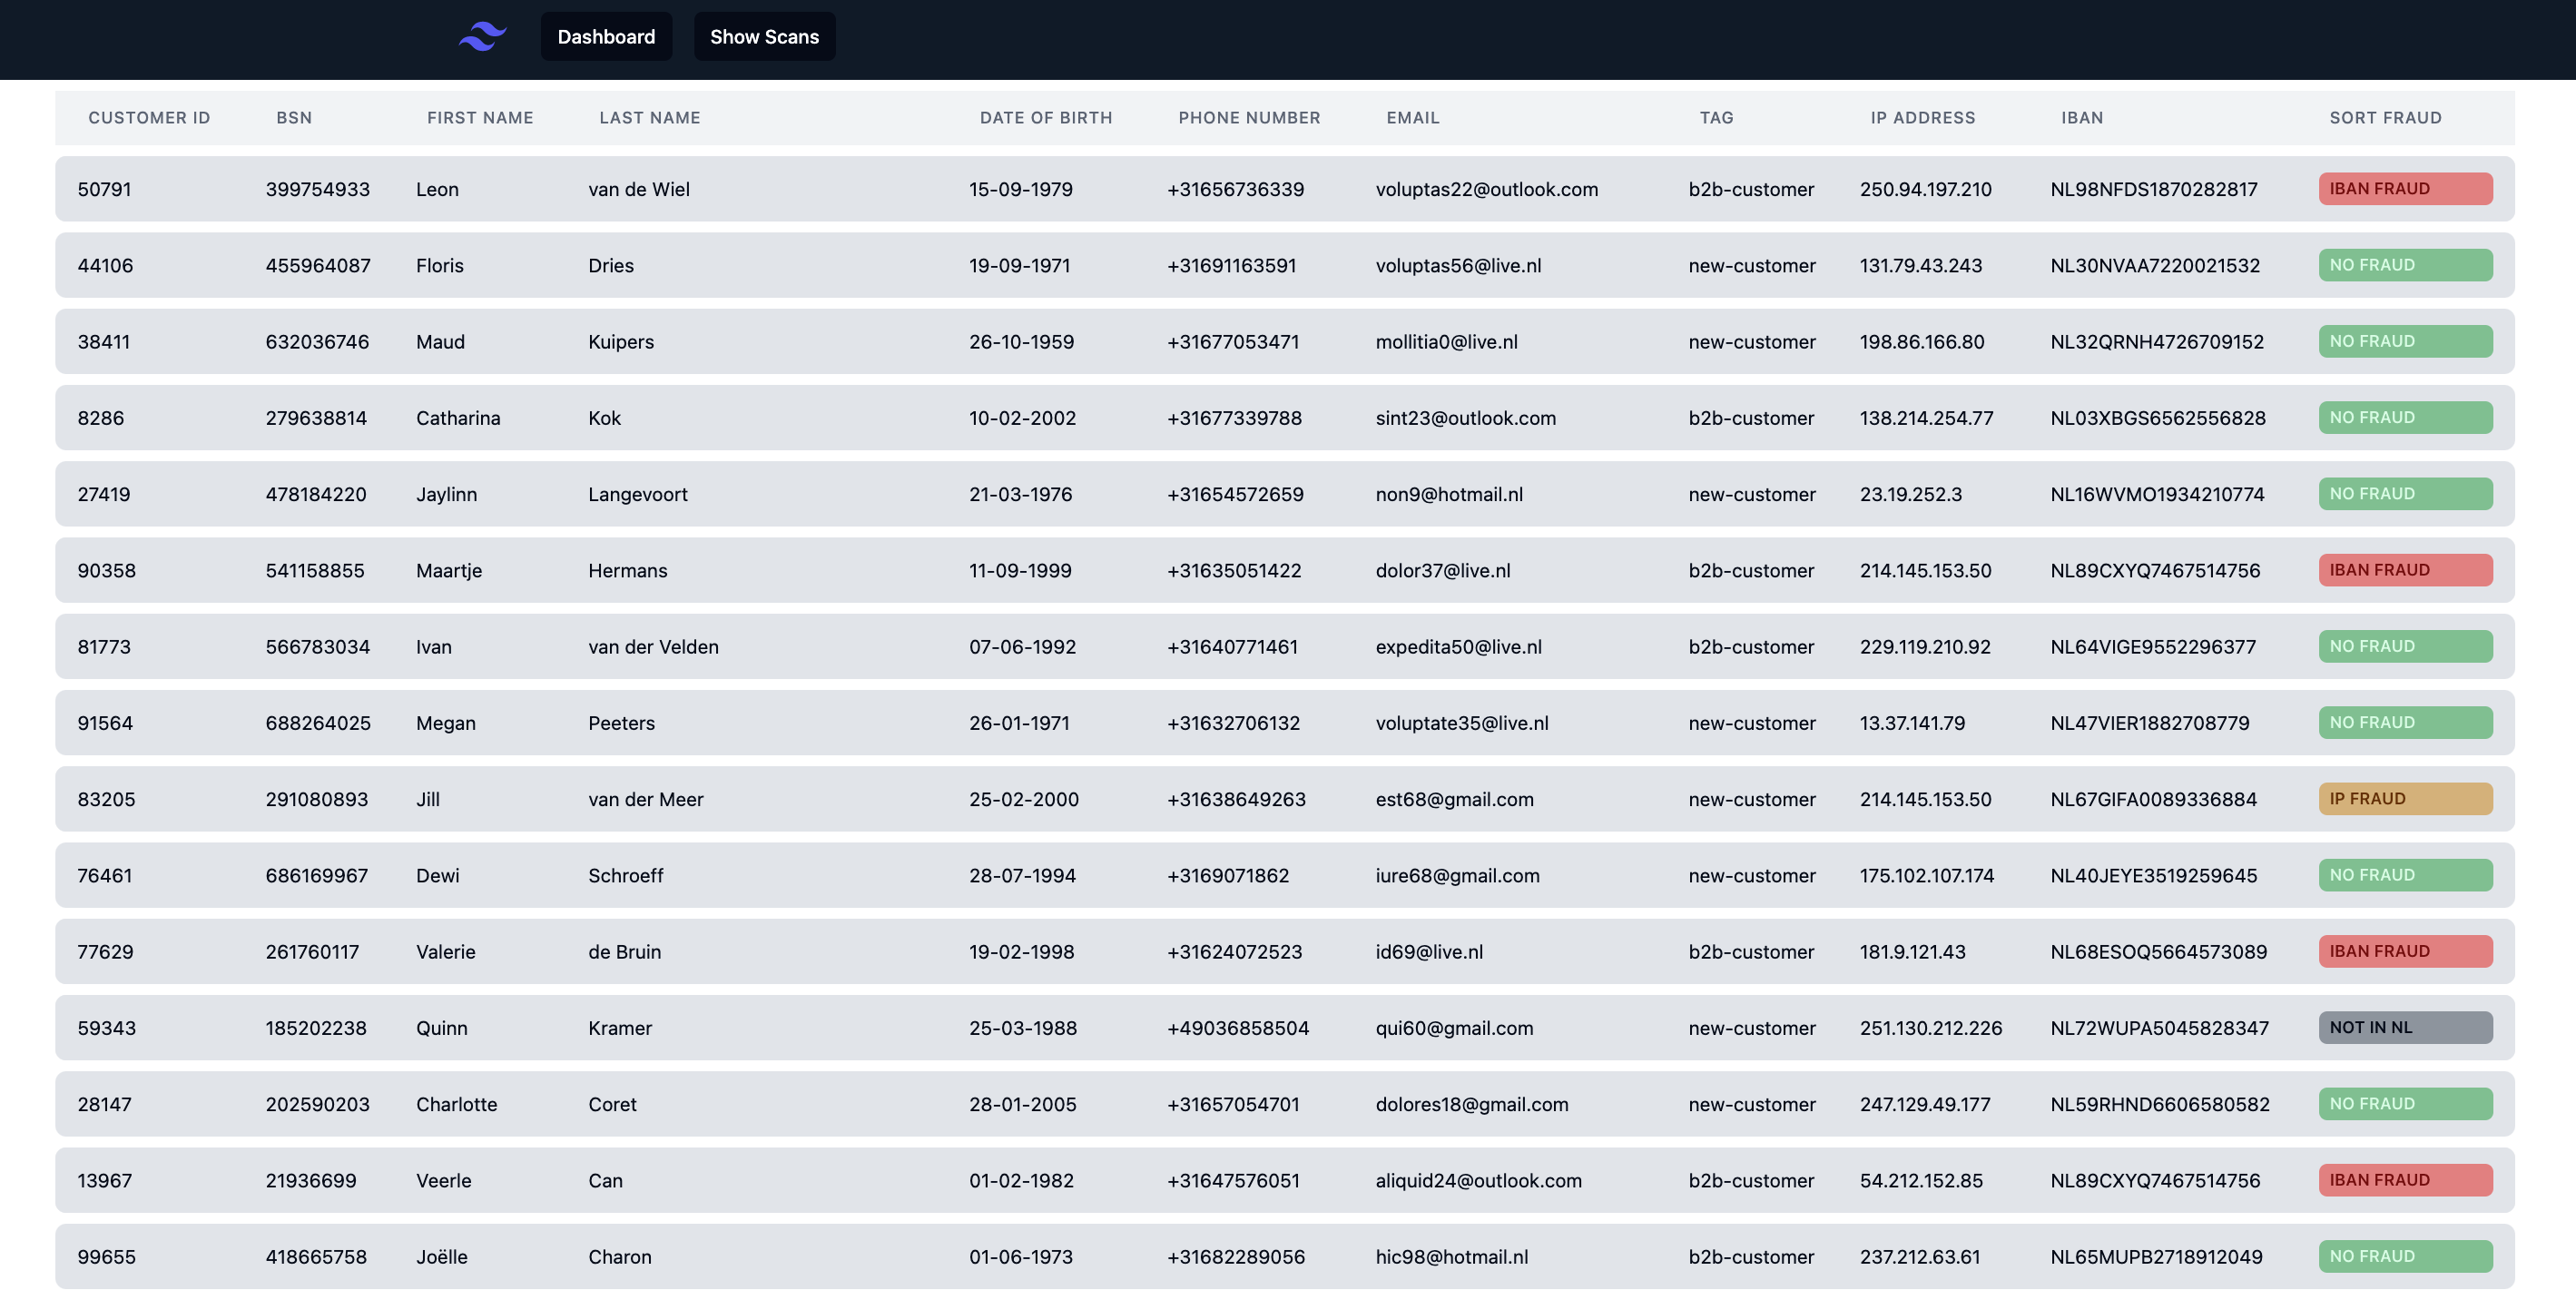 Dashboard Show Scans
CUSTOMER ID BSN FIRST NAME LAST NAME DATE OF BIRTH PHONE NUMBER EMAIL TAG IP ADDRESS IBAN SORT FRAUD
50791 399754933 Leon van de Wiel 15-09-1979 +31656736339 voluptas22@outlook.com b2b-customer 250.94.197.210 NL98NFDS1870282817 IBAN FRAUD
44106 455964087 Floris Dries 19-09-1971 +31691163591 voluptas56@live.nl new-customer 131.79.43.243 NL30NVAA7220021532 NO FRAUD
38411 632036746 Maud Kuipers 26-10-1959 +31677053471 mollitia0@live.nl new-customer 198.86.166.80 NL32QRNH4726709152 NO FRAUD
8286 279638814 Catharina Kok 10-02-2002 +31677339788 sint23@outlook.com b2b-customer 138.214.254.77 NL03XBGS6562556828 NO FRAUD
27419 478184220 Jaylinn Langevoort 21-03-1976 +31654572659 non9@hotmail.nl new-customer 23.19.252.3 NL16WVMO1934210774 NO FRAUD
90358 541158855 Maartje Hermans 11-09-1999 +31635051422 dolor37@live.nl b2b-customer 214.145.153.50 NL89CXYQ7467514756 IBAN FRAUD
81773 566783034 Ivan van der Velden 07-06-1992 +31640771461 expedita50@live.nl b2b-customer 229.119.210.92 NL64VIGE9552296377 NO FRAUD
91564 688264025 Megan Peeters 26-01-1971 +31632706132 voluptate35@live.nl new-customer 13.37.141.79 NL47VIER1882708779 NO FRAUD
83205 291080893 Jill van der Meer 25-02-2000 +31638649263 est68@gmail.com new-customer 214.145.153.50 NL67GIFA0089336884 IP FRAUD
76461 686169967 Dewi Schroeff 28-07-1994 +3169071862 iure68@gmail.com new-customer 175.102.107.174 NL40JEYE3519259645 NO FRAUD
77629 261760117 Valerie de Bruin 19-02-1998 +31624072523 id69@live.nl b2b-customer 181.9.121.43 NL68ESOQ5664573089 IBAN FRAUD
59343 185202238 Quinn Kramer 25-03-1988 +49036858504 qui60@gmail.com new-customer 251.130.212.226 NL72WUPA5045828347 NOT IN NL
28147 202590203 Charlotte Coret 28-01-2005 +31657054701 dolores18@gmail.com new-customer 247.129.49.177 NL59RHND6606580582 NO FRAUD
13967 21936699 Veerle Can 01-02-1982 +31647576051 aliquid24@outlook.com b2b-customer 54.212.152.85 NL89CXYQ7467514756 IBAN FRAUD
99655 418665758 Joëlle Charon 01-06-1973 +31682289056 hic98@hotmail.nl b2b-customer 237.212.63.61 NL65MUPB2718912049 NO FRAUD